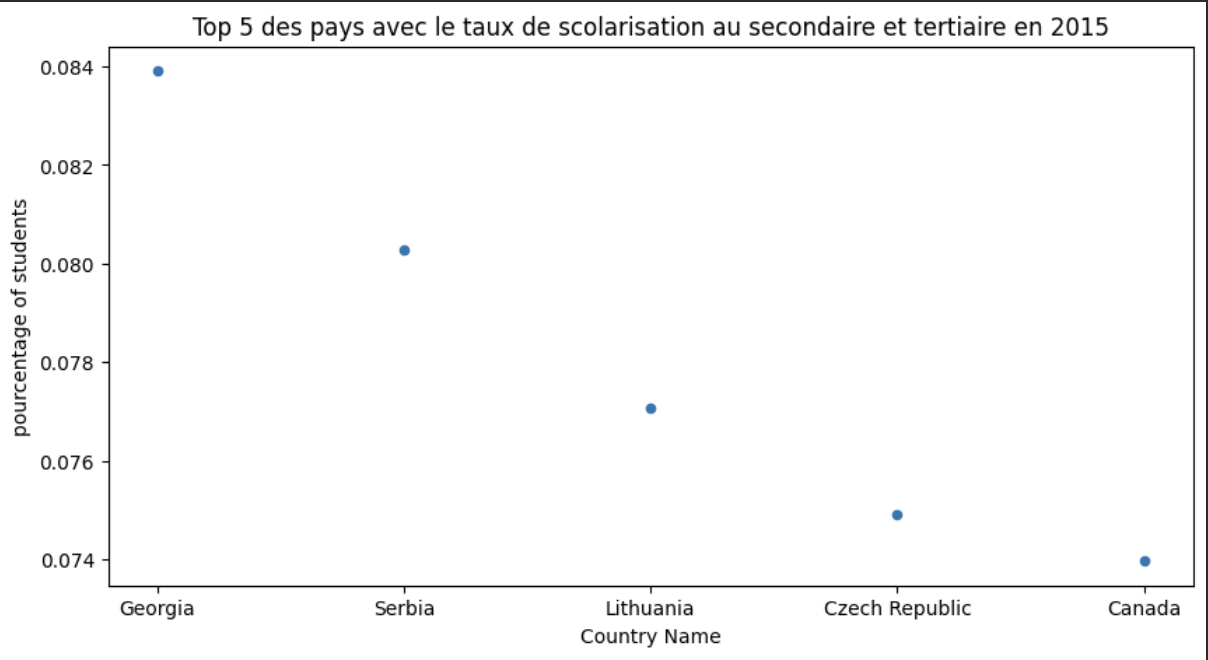 Top 5 des pays avec le taux de scolarisation au secondaire et tertiaire en 2015
0.084
0.082
0.080
0.078
0.076
0.074
pourcentage of students
Georgia Serbia Lithuania Czech Republic Canada
Country Name